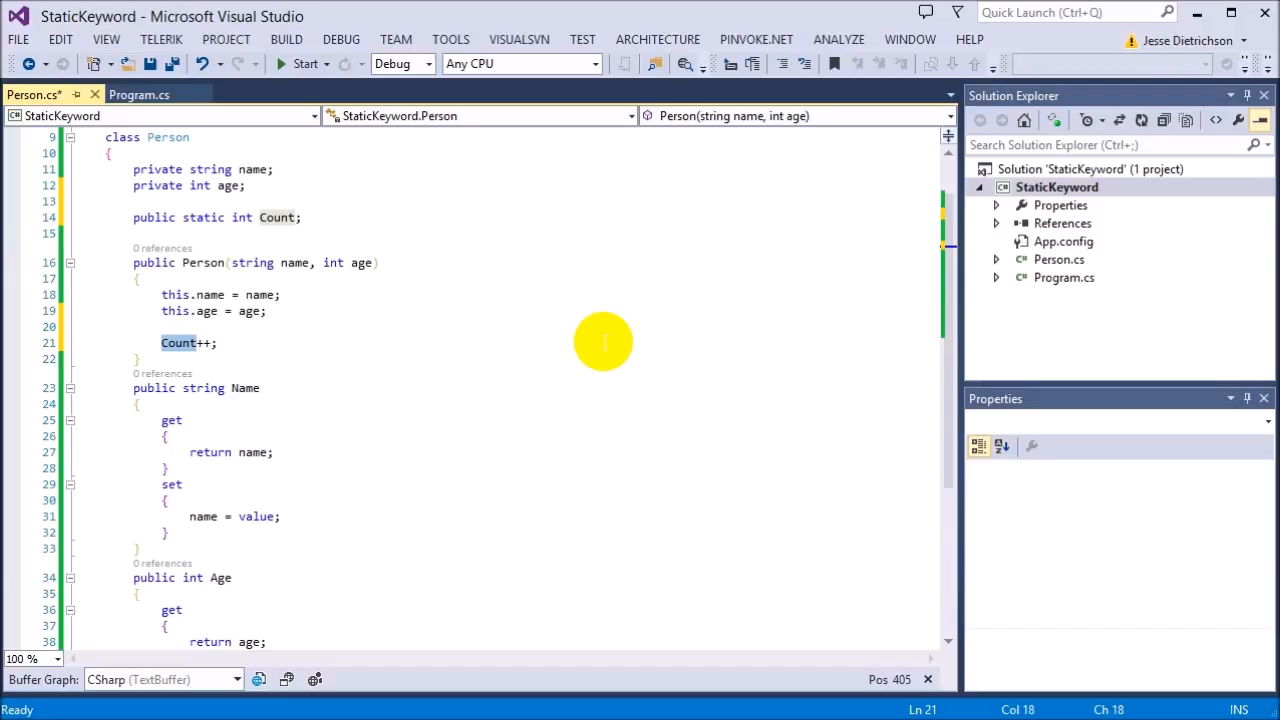 StaticKeyword - Microsoft Visual Studio
Quick Launch (Ctrl+Q)
FILE EDIT VIEW TELERIK PROJECT BUILD DEBUG TEAM TOOLS VISUALSVN TEST ARCHITECTURE PINVOKE.NET ANALYZE WINDOW HELP Jesse Dietrichson
Start Debug Any CPU
Person.cs* Program.cs
StaticKeyword StaticKeyword.Person Person(string name, int age)
9 class Person
10 {
11 private string name;
12 private int age;
13
14 public static int Count;
15
0 references
16 public Person(string name, int age)
17 {
18 this.name = name;
19 this.age = age;
20
21 Count++;
22 }
0 references
23 public string Name
24 {
25 get
26 {
27 return name;
28 }
29 set
30 {
31 name = value;
32 }
33 }
0 references
34 public int Age
35 {
36 get
37 {
38 return age;
100 %
Buffer Graph: CSharp (TextBuffer) Pos 405
Solution Explorer
Search Solution Explorer (Ctrl+;)
Solution 'StaticKeyword' (1 project)
StaticKeyword
Properties
References
App.config
Person.cs
Program.cs
Properties
Ready Ln 21 Col 18 Ch 18 INS